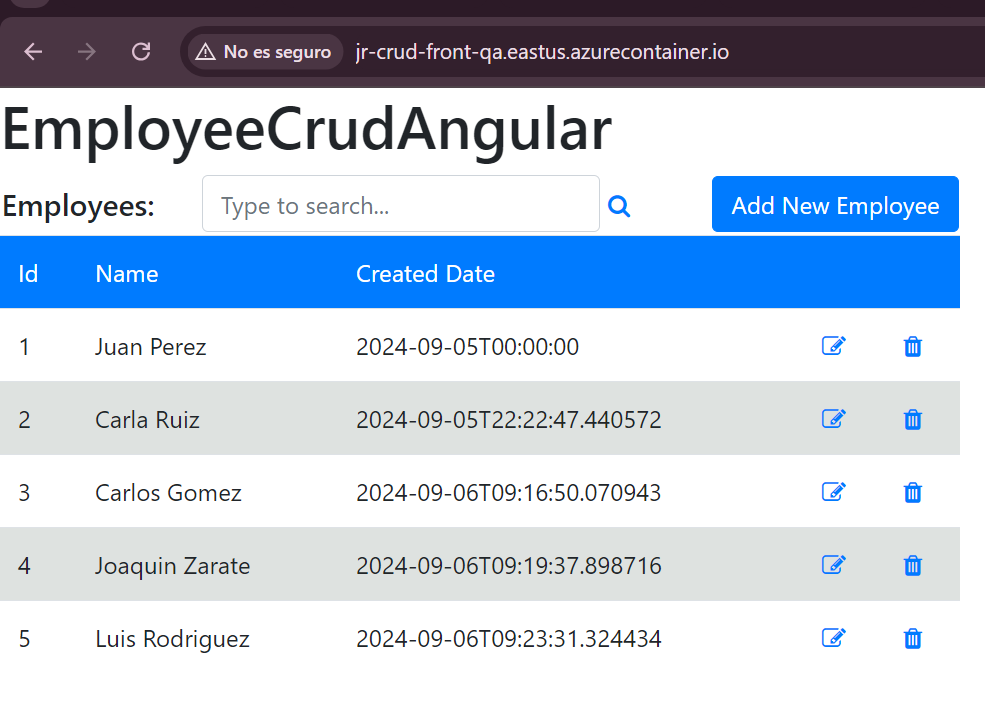 No es seguro jr-crud-front-qa.eastus.azurecontainer.io
EmployeeCrudAngular
Employees: Type to search... Add New Employee
Id Name Created Date
1 Juan Perez 2024-09-05T00:00:00
2 Carla Ruiz 2024-09-05T22:22:47.440572
3 Carlos Gomez 2024-09-06T09:16:50.070943
4 Joaquin Zarate 2024-09-06T09:19:37.898716
5 Luis Rodriguez 2024-09-06T09:23:31.324434